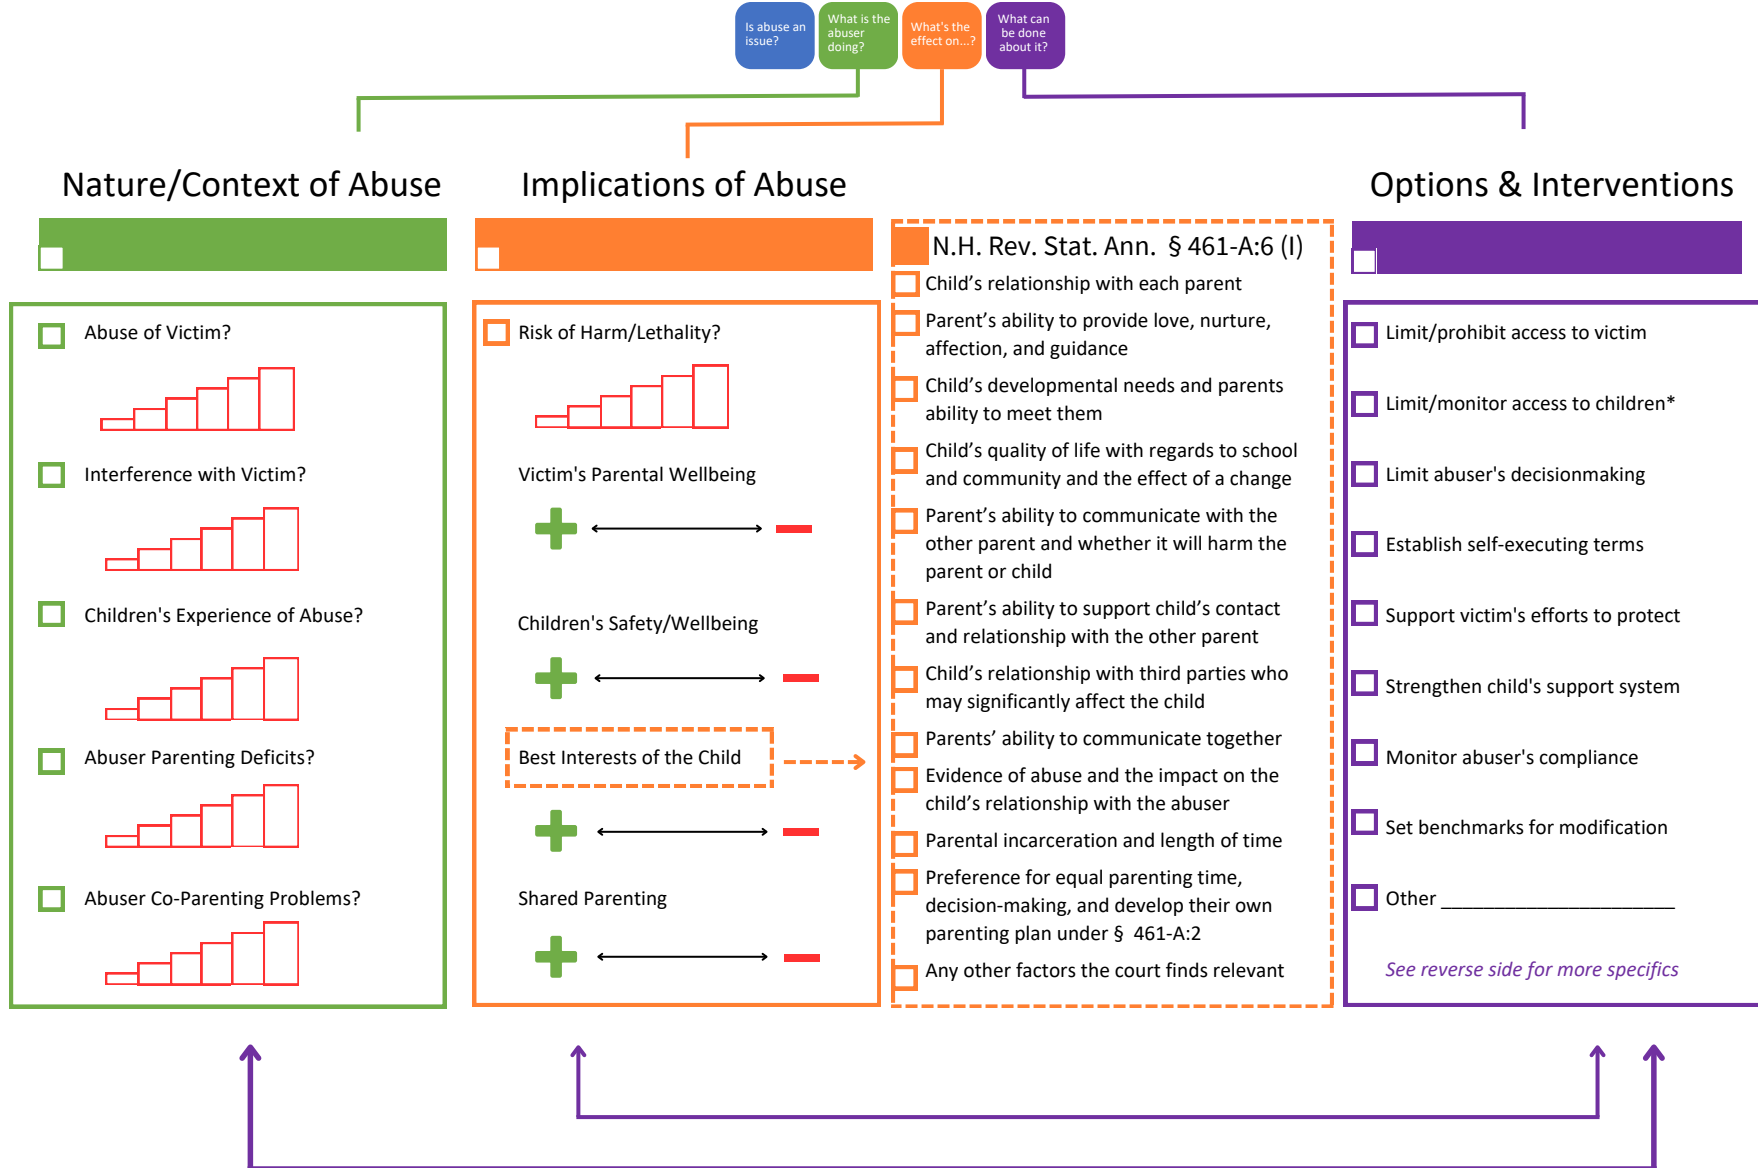 Is abuse an
issue?
What is the
abuser
doing?
What's the
effect on...?
What can
be done
about it?
Nature/Context of Abuse
Abuse of Victim?
Interference with Victim?
Children's Experience of Abuse?
Abuser Parenting Deficits?
Abuser Co-Parenting Problems?
Implications of Abuse
Risk of Harm/Lethality?
Victim's Parental Wellbeing
Children's Safety/Wellbeing
Best Interests of the Child
Shared Parenting
N.H. Rev. Stat. Ann. § 461-A:6 (I)
Child’s relationship with each parent
Parent’s ability to provide love, nurture,
affection, and guidance
Child’s developmental needs and parents
ability to meet them
Child’s quality of life with regards to school
and community and the effect of a change
Parent’s ability to communicate with the
other parent and whether it will harm the
parent or child
Parent’s ability to support child’s contact
and relationship with the other parent
Child’s relationship with third parties who
may significantly affect the child
Parents’ ability to communicate together
Evidence of abuse and the impact on the
child’s relationship with the abuser
Parental incarceration and length of time
Preference for equal parenting time,
decision-making, and develop their own
parenting plan under § 461-A:2
Any other factors the court finds relevant
Options & Interventions
Limit/prohibit access to victim
Limit/monitor access to children*
Limit abuser's decisionmaking
Establish self-executing terms
Support victim's efforts to protect
Strengthen child's support system
Monitor abuser's compliance
Set benchmarks for modification
Other ______________________
See reverse side for more specifics